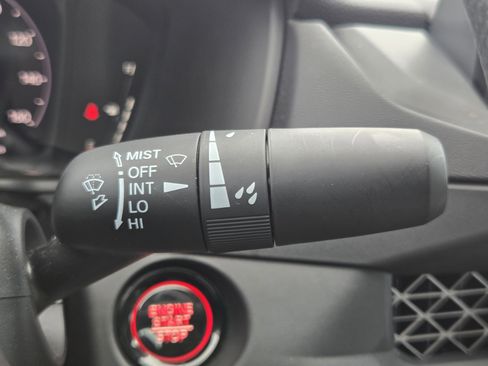 MIST
OFF
INT
LO
HI
ENGINE
START
STOP